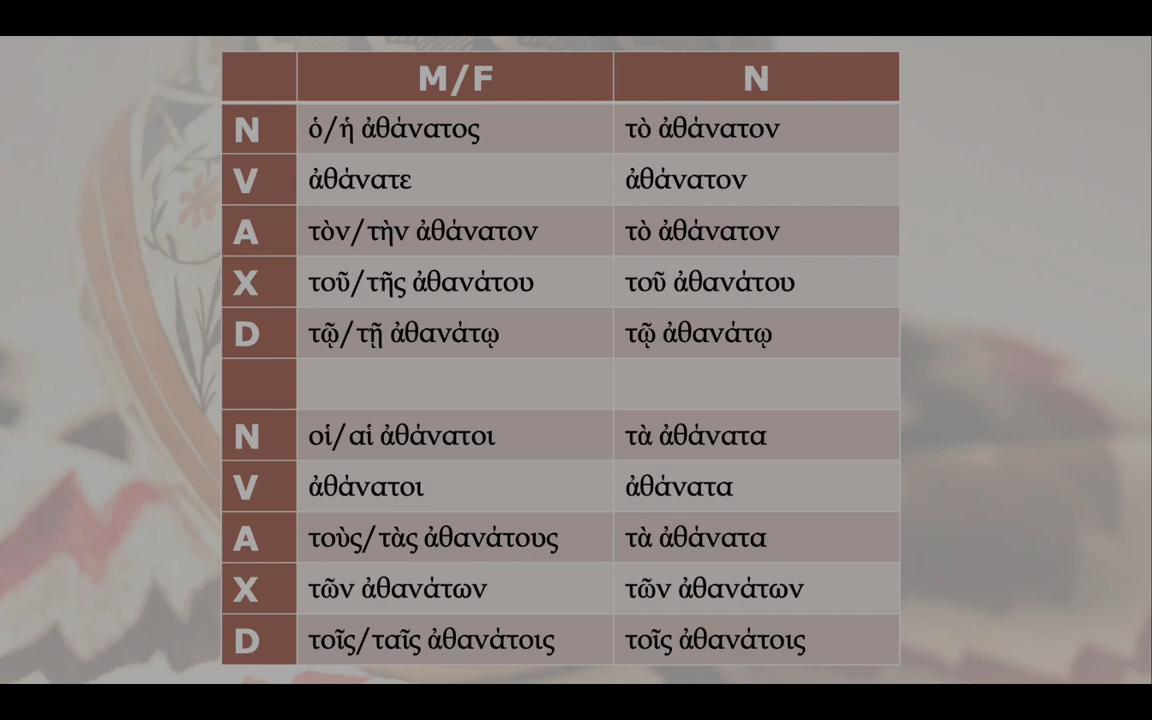 M/F N
N ὁ/ἡ ἀθάνατος τὸ ἀθάνατον
V ἀθάνατε ἀθάνατον
A τὸν/τὴν ἀθάνατον τὸ ἀθάνατον
X τοῦ/τῆς ἀθανάτου τοῦ ἀθανάτου
D τῷ/τῇ ἀθανάτῳ τῷ ἀθανάτῳ
N οἱ/αἱ ἀθάνατοι τὰ ἀθάνατα
V ἀθάνατοι ἀθάνατα
A τοὺς/τὰς ἀθανάτους τὰ ἀθάνατα
X τῶν ἀθανάτων τῶν ἀθανάτων
D τοῖς/ταῖς ἀθανάτοις τοῖς ἀθανάτοις